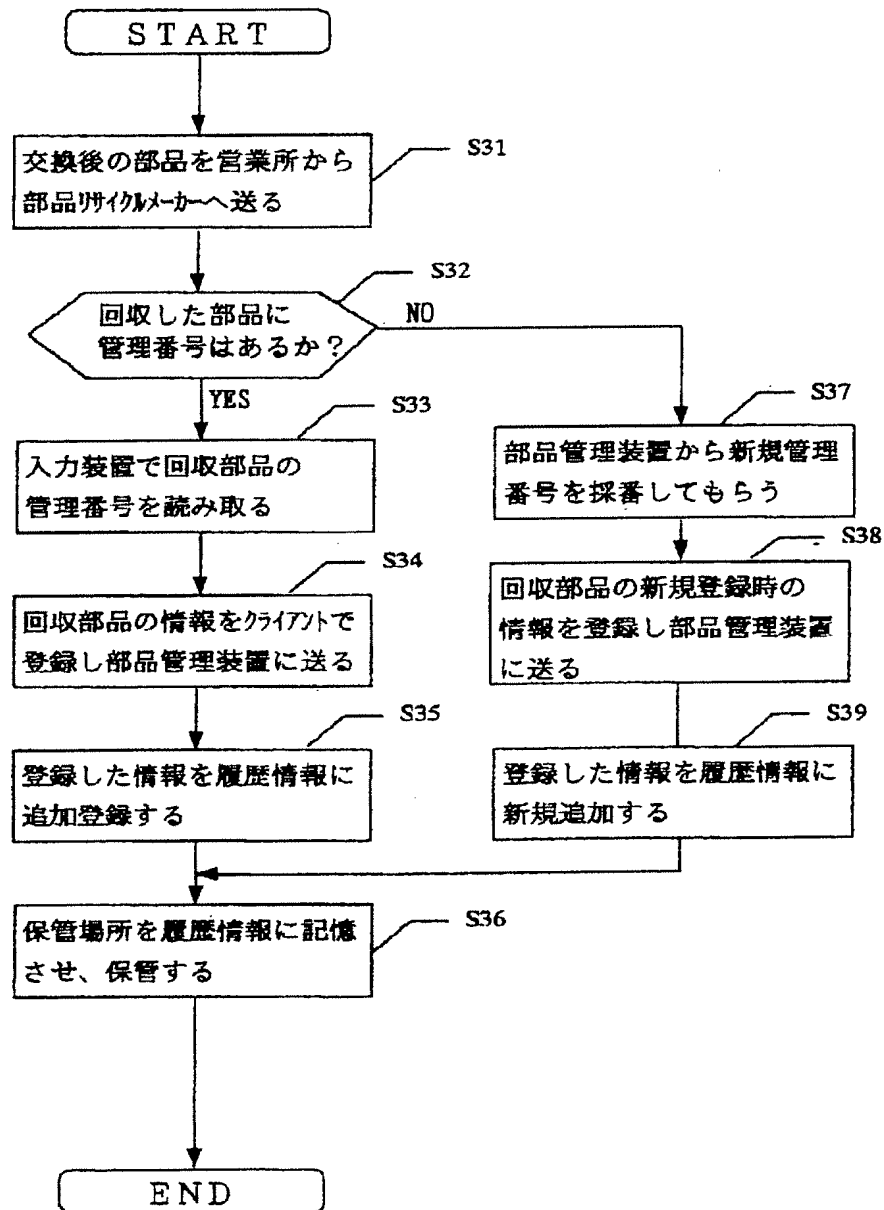 START
S31
交換後の部品を営業所から
部品ﾘｻｲｸﾙﾒｰｶｰへ送る
S32
回収した部品に
管理番号はあるか？
NO
YES
S33
入力装置で回収部品の
管理番号を読み取る
S37
部品管理装置から新規管理
番号を採番してもらう
S34
回収部品の情報をｸﾗｲｱﾝﾄで
登録し部品管理装置に送る
S38
回収部品の新規登録時の
情報を登録し部品管理装置
に送る
S35
登録した情報を履歴情報に
追加登録する
S39
登録した情報を履歴情報に
新規追加する
S36
保管場所を履歴情報に記憶
させ、保管する
END